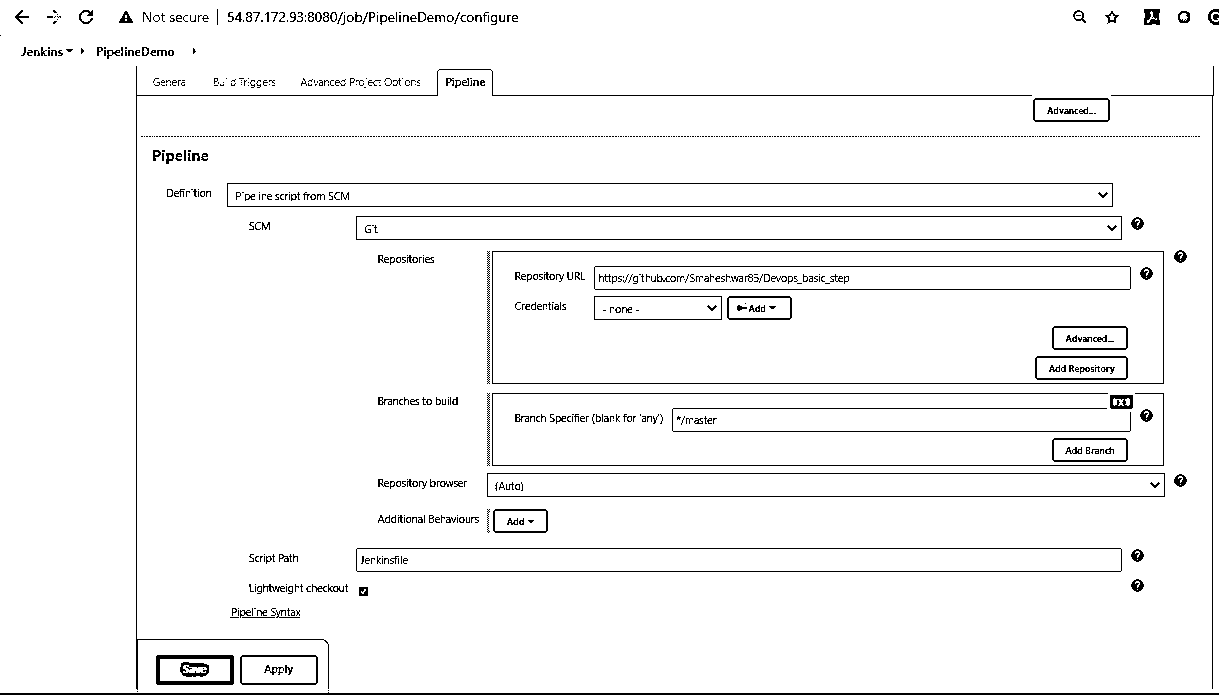 Not secure | 54.87.172.93:8080/job/PipelineDemo/configure
Jenkins PipelineDemo
General Build Triggers Advanced Project Options Pipeline
Advanced...
Pipeline
Definition Pipeline script from SCM
SCM Git
Repositories
Repository URL https://github.com/Smaheshwar85/Devops_basic_step
Credentials - none - Add
Advanced...
Add Repository
Branches to build X
Branch Specifier (blank for 'any') */master
Add Branch
Repository browser (Auto)
Additional Behaviours Add
Script Path Jenkinsfile
Lightweight checkout
Pipeline Syntax
Save Apply